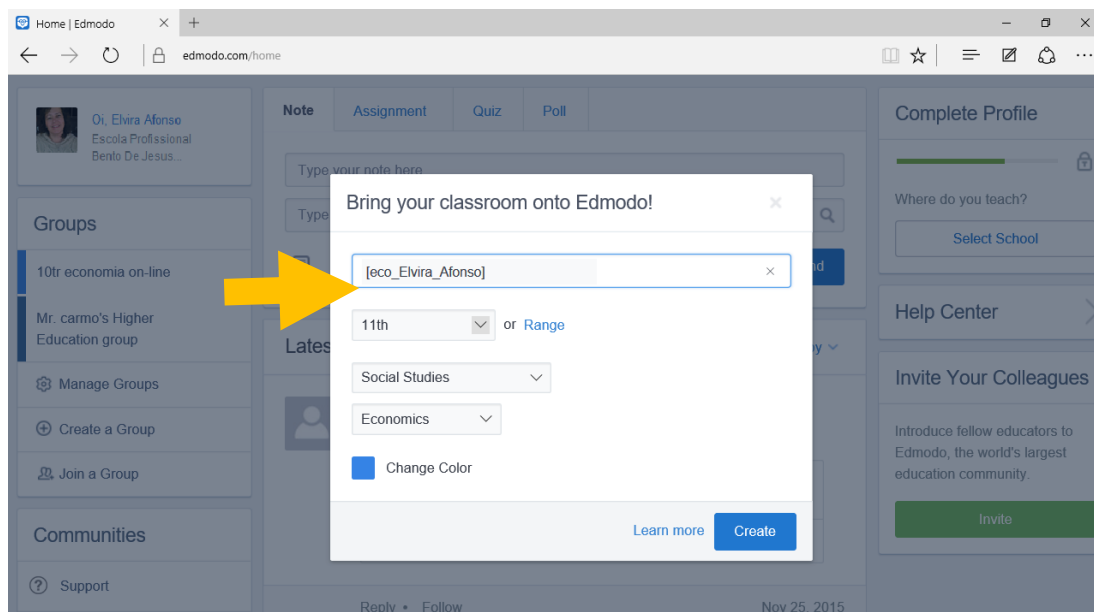 Home | Edmodo
edmodo.com/home
Oi, Elvira Afonso
Escola Profissional
Bento De Jesus...
Groups
10tr economia on-line
Mr. carmo's Higher
Education group
Manage Groups
Create a Group
Join a Group
Communities
Support
Note Assignment Quiz Poll
Type your note here
Type
nd
Lates
by
Bring your classroom onto Edmodo!
[eco_Elvira_Afonso]
11th or Range
Social Studies
Economics
Change Color
Learn more Create
Reply • Follow Nov 25, 2015
Complete Profile
Where do you teach?
Select School
Help Center
Invite Your Colleagues
Introduce fellow educators to
Edmodo, the world's largest
education community.
Invite